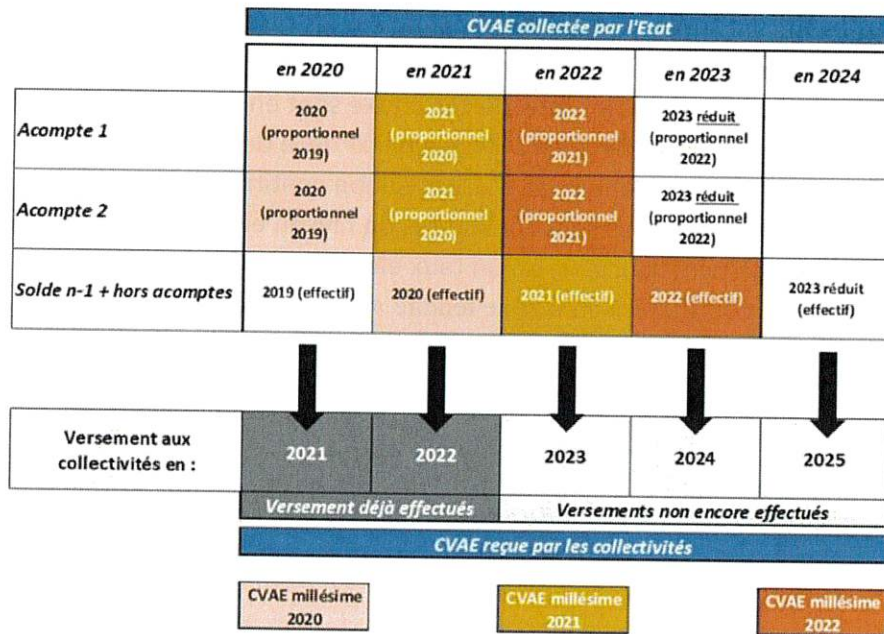 CVAE collectée par l'Etat
en 2020 en 2021 en 2022 en 2023 en 2024
Acompte 1
2020
(proportionnel
2019)
2021
(proportionnel
2020)
2022
(proportionnel
2021)
2023 réduit
(proportionnel
2022)
Acompte 2
2020
(proportionnel
2019)
2021
(proportionnel
2020)
2022
(proportionnel
2021)
2023 réduit
(proportionnel
2022)
Solde n-1 + hors acomptes
2019 (effectif)
2020 (effectif)
2021 (effectif)
2022 (effectif)
2023 réduit
(effectif)
Versement aux
collectivités en :
2021 2022 2023 2024 2025
Versement déjà effectués Versements non encore effectués
CVAE reçue par les collectivités
CVAE millésime
2020
CVAE millésime
2021
CVAE millésime
2022